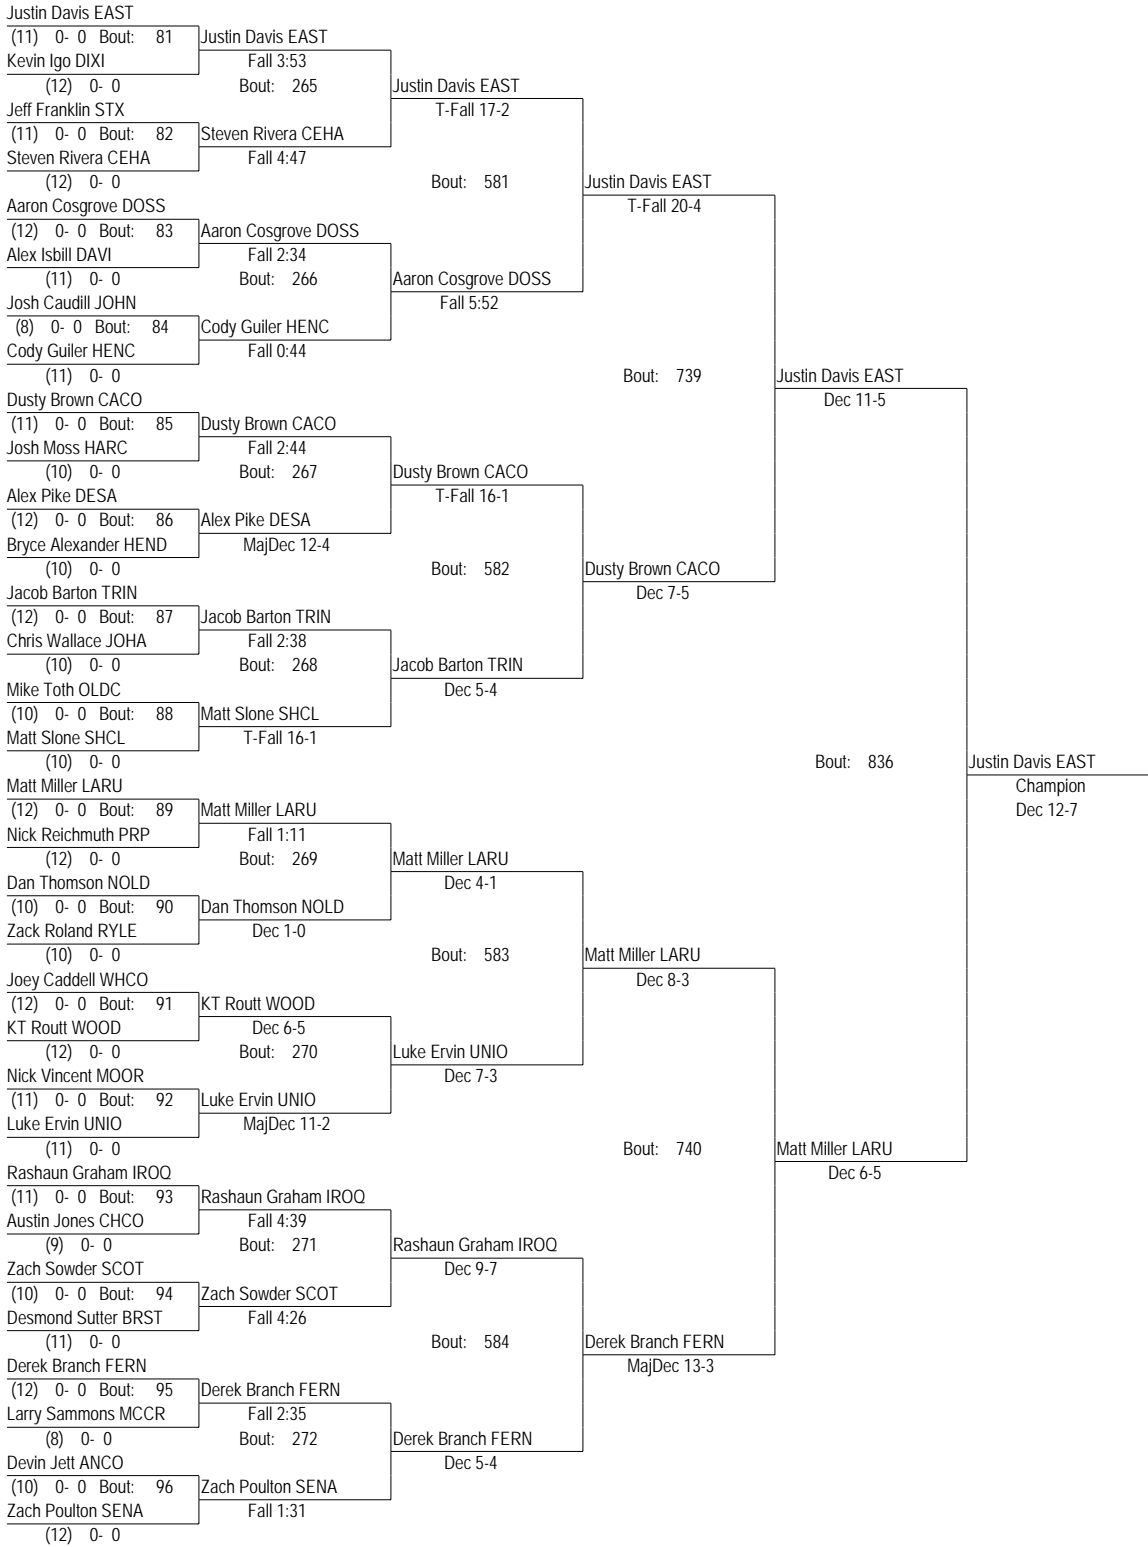 Justin Davis EAST
(11) 0- 0 Bout: 81 Justin Davis EAST
Kevin Igo DIXI Fall 3:53
(12) 0- 0 Bout: 265 Justin Davis EAST
Jeff Franklin STX T-Fall 17-2
(11) 0- 0 Bout: 82 Steven Rivera CEHA
Steven Rivera CEHA Fall 4:47
(12) 0- 0 Bout: 581 Justin Davis EAST
Aaron Cosgrove DOSS T-Fall 20-4
(12) 0- 0 Bout: 83 Aaron Cosgrove DOSS
Alex Isbill DAVI Fall 2:34
(11) 0- 0 Bout: 266 Aaron Cosgrove DOSS
Josh Caudill JOHN Fall 5:52
(8) 0- 0 Bout: 84 Cody Guiler HENC
Cody Guiler HENC Fall 0:44
(11) 0- 0 Bout: 739 Justin Davis EAST
Dusty Brown CACO Dec 11-5
(11) 0- 0 Bout: 85 Dusty Brown CACO
Josh Moss HARC Fall 2:44
(10) 0- 0 Bout: 267 Dusty Brown CACO
Alex Pike DESA T-Fall 16-1
(12) 0- 0 Bout: 86 Alex Pike DESA
Bryce Alexander HEND MajDec 12-4
(10) 0- 0 Bout: 582 Dusty Brown CACO
Jacob Barton TRIN Dec 7-5
(12) 0- 0 Bout: 87 Jacob Barton TRIN
Chris Wallace JOHA Fall 2:38
(10) 0- 0 Bout: 268 Jacob Barton TRIN
Mike Toth OLDC Dec 5-4
(10) 0- 0 Bout: 88 Matt Slone SHCL
Matt Slone SHCL T-Fall 16-1
(10) 0- 0 Bout: 836 Justin Davis EAST
Matt Miller LARU Champion
(12) 0- 0 Bout: 89 Matt Miller LARU Dec 12-7
Nick Reichmuth PRP Fall 1:11
(12) 0- 0 Bout: 269 Matt Miller LARU
Dan Thomson NOLD Dec 4-1
(10) 0- 0 Bout: 90 Dan Thomson NOLD
Zack Roland RYLE Dec 1-0
(10) 0- 0 Bout: 583 Matt Miller LARU
Joey Caddell WHCO Dec 8-3
(12) 0- 0 Bout: 91 KT Routt WOOD
KT Routt WOOD Dec 6-5
(12) 0- 0 Bout: 270 Luke Ervin UNIO
Nick Vincent MOOR Dec 7-3
(11) 0- 0 Bout: 92 Luke Ervin UNIO
Luke Ervin UNIO MajDec 11-2
(11) 0- 0 Bout: 740 Matt Miller LARU
Rashaun Graham IROQ Dec 6-5
(11) 0- 0 Bout: 93 Rashaun Graham IROQ
Austin Jones CHCO Fall 4:39
(9) 0- 0 Bout: 271 Rashaun Graham IROQ
Zach Sowder SCOT Dec 9-7
(10) 0- 0 Bout: 94 Zach Sowder SCOT
Desmond Sutter BRST Fall 4:26
(11) 0- 0 Bout: 584 Derek Branch FERN
Derek Branch FERN MajDec 13-3
(12) 0- 0 Bout: 95 Derek Branch FERN
Larry Sammons MCCR Fall 2:35
(8) 0- 0 Bout: 272 Derek Branch FERN
Devin Jett ANCO Dec 5-4
(10) 0- 0 Bout: 96 Zach Poulton SENA
Zach Poulton SENA Fall 1:31
(12) 0- 0